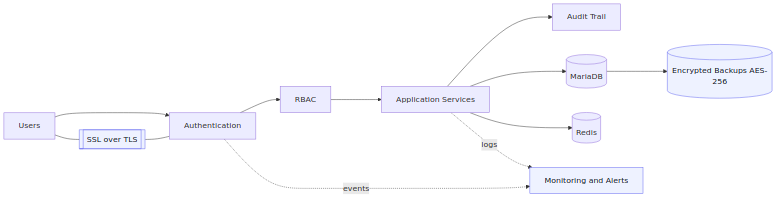 Users
SSL over TLS
Authentication
RBAC
Application Services
Audit Trail
MariaDB
Encrypted Backups AES-
256
Redis
logs
Monitoring and Alerts
events